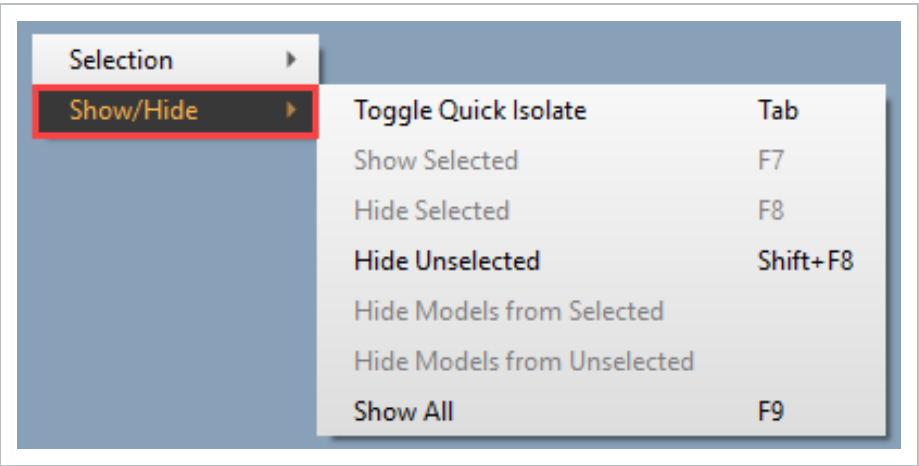 Selection
Show/Hide
Toggle Quick Isolate Tab
Show Selected F7
Hide Selected F8
Hide Unselected Shift+F8
Hide Models from Selected
Hide Models from Unselected
Show All F9